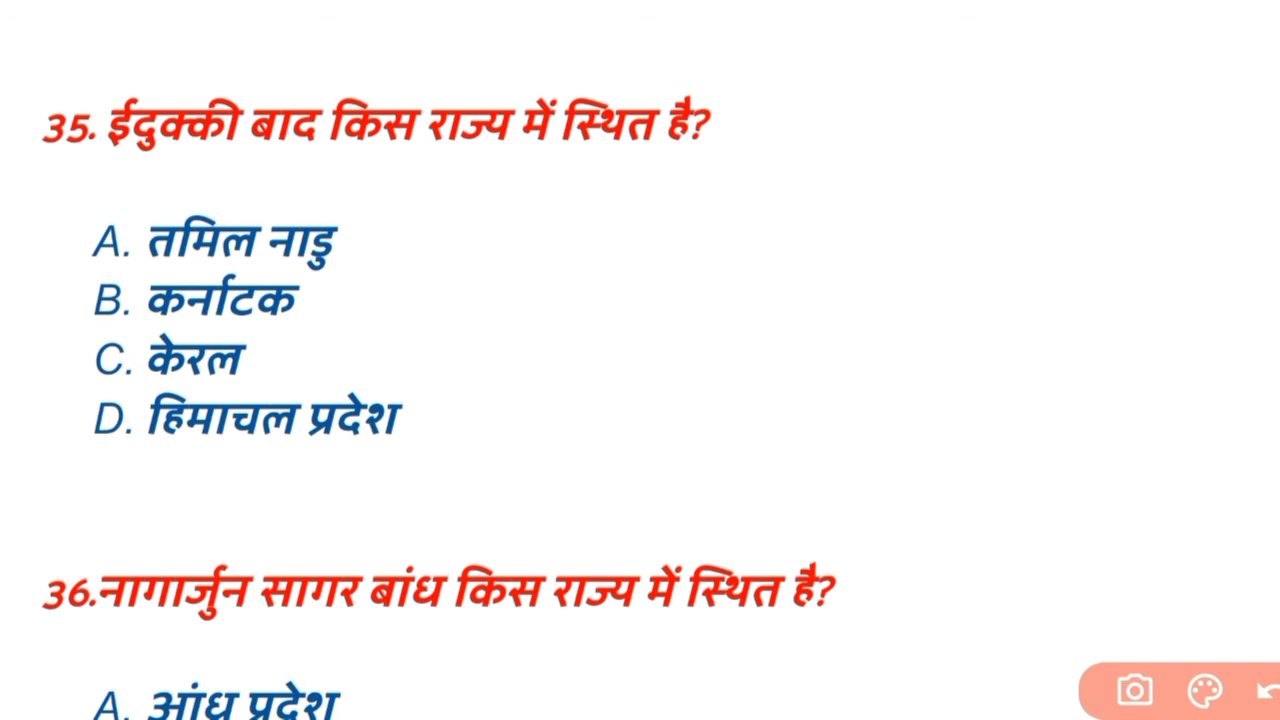 35. ईदुक्की बाद किस राज्य में स्थित है?
A. तमिल नाडु
B. कर्नाटक
C. केरल
D. हिमाचल प्रदेश
36.नागार्जुन सागर बांध किस राज्य में स्थित है?
A. आंध्र प्रदेश